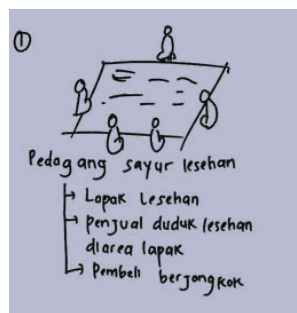 1
Pedagang sayur lesehan
→ Lapak Lesehan
→ penjual duduk lesehan
diarea lapak
→ Pembeli berjongkok